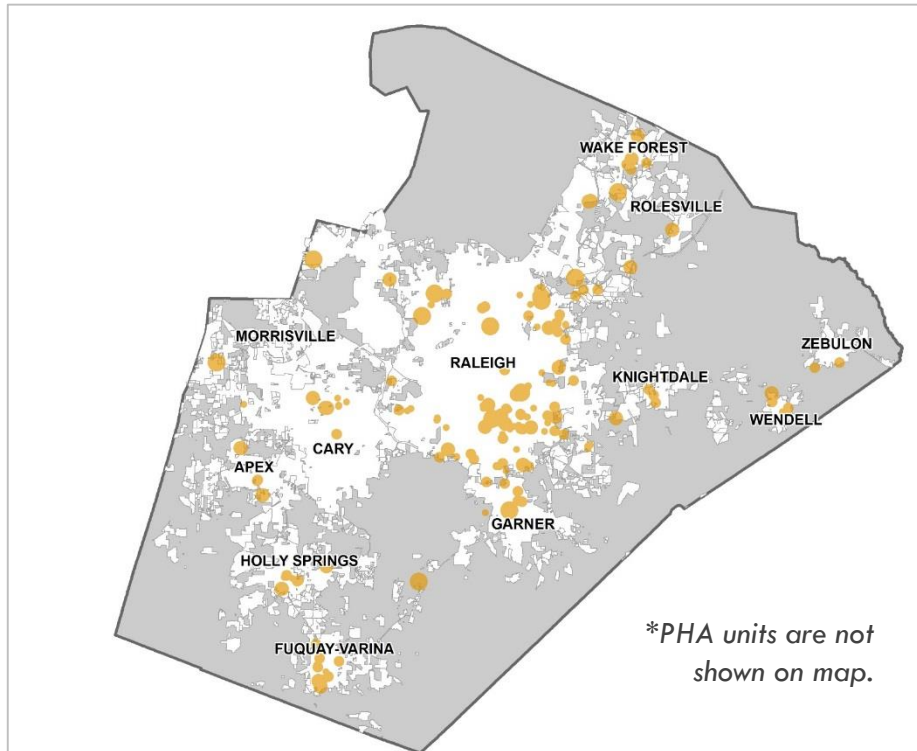 WAKE FOREST
ROLESVILLE
MORRISVILLE
ZEBULON
RALEIGH
KNIGHTDALE
WENDELL
CARY
APEX
GARNER
HOLLY SPRINGS
*PHA units are not
shown on map.
FUQUAY-VARINA